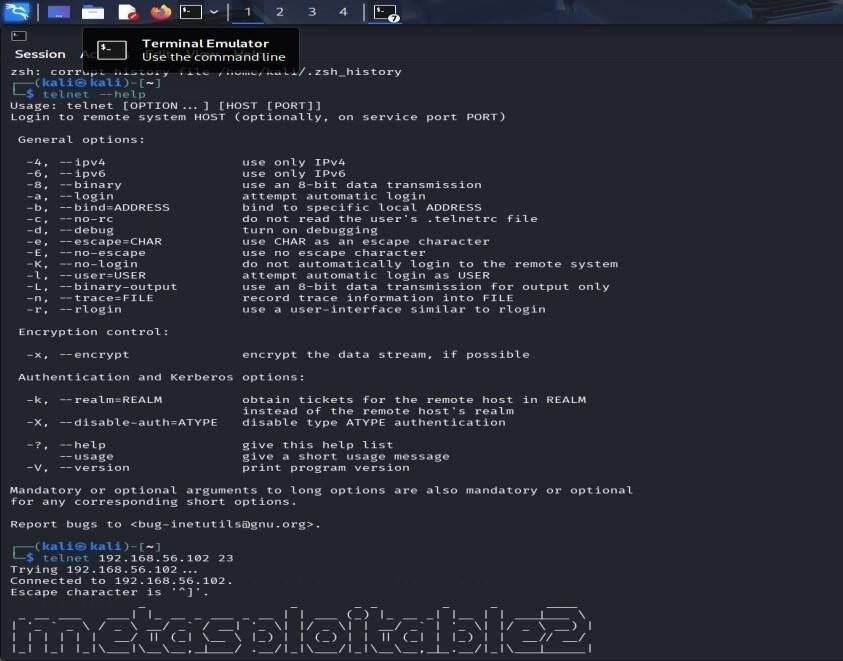 1 2 3 4
7
Terminal Emulator
Use the command line
Session
zsh: corrupt history file /home/kali/.zsh_history
┌──(kali㉿kali)-[~]
└─$ telnet --help
Usage: telnet [OPTION...] [HOST [PORT]]
Login to remote system HOST (optionally, on service port PORT)
General options:
-4, --ipv4 use only IPv4
-6, --ipv6 use only IPv6
-8, --binary use an 8-bit data transmission
-a, --login attempt automatic login
-b, --bind=ADDRESS bind to specific local ADDRESS
-c, --no-rc do not read the user's .telnetrc file
-d, --debug turn on debugging
-e, --escape=CHAR use CHAR as an escape character
-E, --no-escape use no escape character
-K, --no-login do not automatically login to the remote system
-l, --user=USER attempt automatic login as USER
-L, --binary-output use an 8-bit data transmission for output only
-n, --trace=FILE record trace information into FILE
-r, --rlogin use a user-interface similar to rlogin
Encryption control:
-x, --encrypt encrypt the data stream, if possible
Authentication and Kerberos options:
-k, --realm=REALM obtain tickets for the remote host in REALM
instead of the remote host's realm
-X, --disable-auth=ATYPE disable type ATYPE authentication
-?, --help give this help list
--usage give a short usage message
-V, --version print program version
Mandatory or optional arguments to long options are also mandatory or optional
for any corresponding short options.
Report bugs to <bug-inetutils@gnu.org>.
┌──(kali㉿kali)-[~]
└─$ telnet 192.168.56.102 23
Trying 192.168.56.102...
Connected to 192.168.56.102.
Escape character is '^]'.
metasploitable2